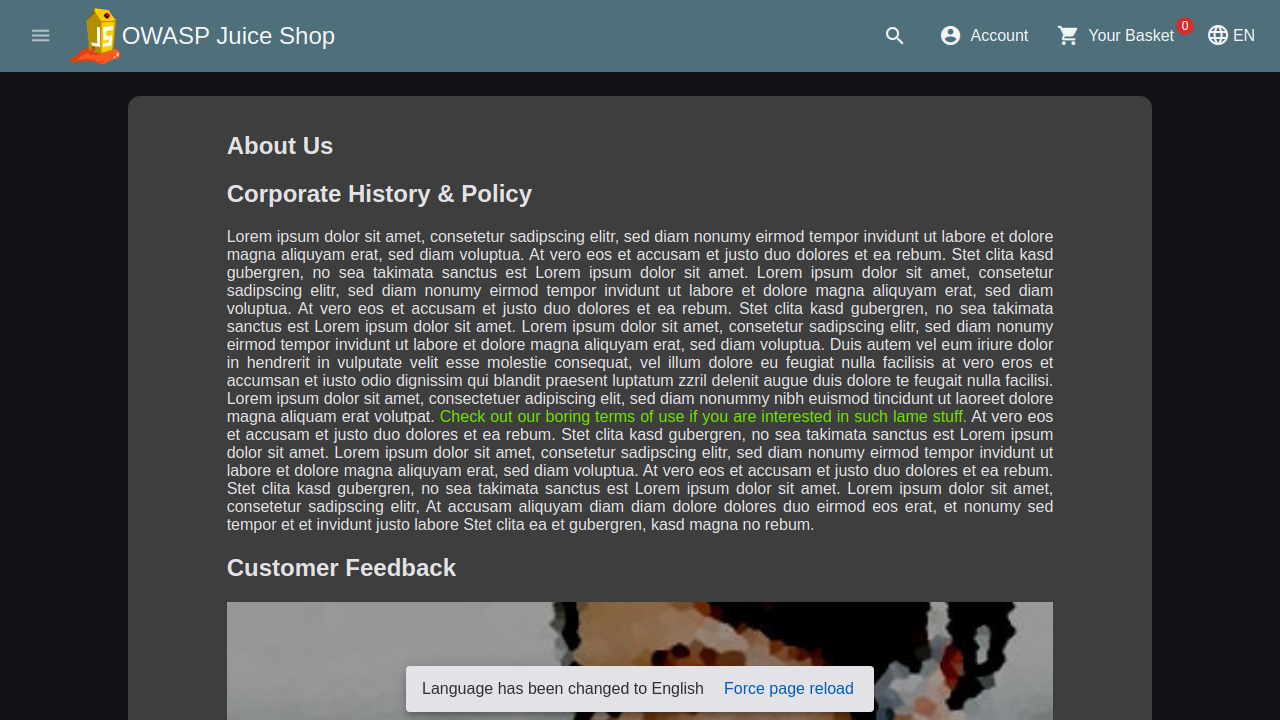 OWASP Juice Shop
Account
Your Basket
0
EN
About Us
Corporate History & Policy
Lorem ipsum dolor sit amet, consetetur sadipscing elitr, sed diam nonumy eirmod tempor invidunt ut labore et dolore
magna aliquyam erat, sed diam voluptua. At vero eos et accusam et justo duo dolores et ea rebum. Stet clita kasd
gubergren, no sea takimata sanctus est Lorem ipsum dolor sit amet. Lorem ipsum dolor sit amet, consetetur
sadipscing elitr, sed diam nonumy eirmod tempor invidunt ut labore et dolore magna aliquyam erat, sed diam
voluptua. At vero eos et accusam et justo duo dolores et ea rebum. Stet clita kasd gubergren, no sea takimata
sanctus est Lorem ipsum dolor sit amet. Lorem ipsum dolor sit amet, consetetur sadipscing elitr, sed diam nonumy
eirmod tempor invidunt ut labore et dolore magna aliquyam erat, sed diam voluptua. Duis autem vel eum iriure dolor
in hendrerit in vulputate velit esse molestie consequat, vel illum dolore eu feugiat nulla facilisis at vero eros et
accumsan et iusto odio dignissim qui blandit praesent luptatum zzril delenit augue duis dolore te feugait nulla facilisi.
Lorem ipsum dolor sit amet, consectetuer adipiscing elit, sed diam nonummy nibh euismod tincidunt ut laoreet dolore
magna aliquam erat volutpat. Check out our boring terms of use if you are interested in such lame stuff. At vero eos
et accusam et justo duo dolores et ea rebum. Stet clita kasd gubergren, no sea takimata sanctus est Lorem ipsum
dolor sit amet. Lorem ipsum dolor sit amet, consetetur sadipscing elitr, sed diam nonumy eirmod tempor invidunt ut
labore et dolore magna aliquyam erat, sed diam voluptua. At vero eos et accusam et justo duo dolores et ea rebum.
Stet clita kasd gubergren, no sea takimata sanctus est Lorem ipsum dolor sit amet. Lorem ipsum dolor sit amet,
consetetur sadipscing elitr, At accusam aliquyam diam diam dolore dolores duo eirmod eos erat, et nonumy sed
tempor et et invidunt justo labore Stet clita ea et gubergren, kasd magna no rebum.
Customer Feedback
Language has been changed to English
Force page reload